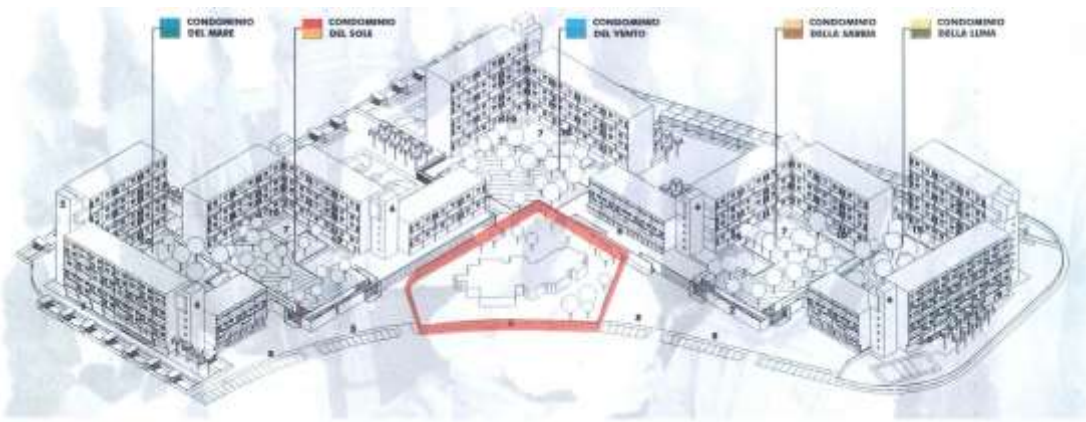 CONDOMINIO
DEL MARE
CONDOMINIO
DEL SOLE
CONDOMINIO
DEL VENTO
CONDOMINIO
DELLA SABBIA
CONDOMINIO
DELLA LUNA